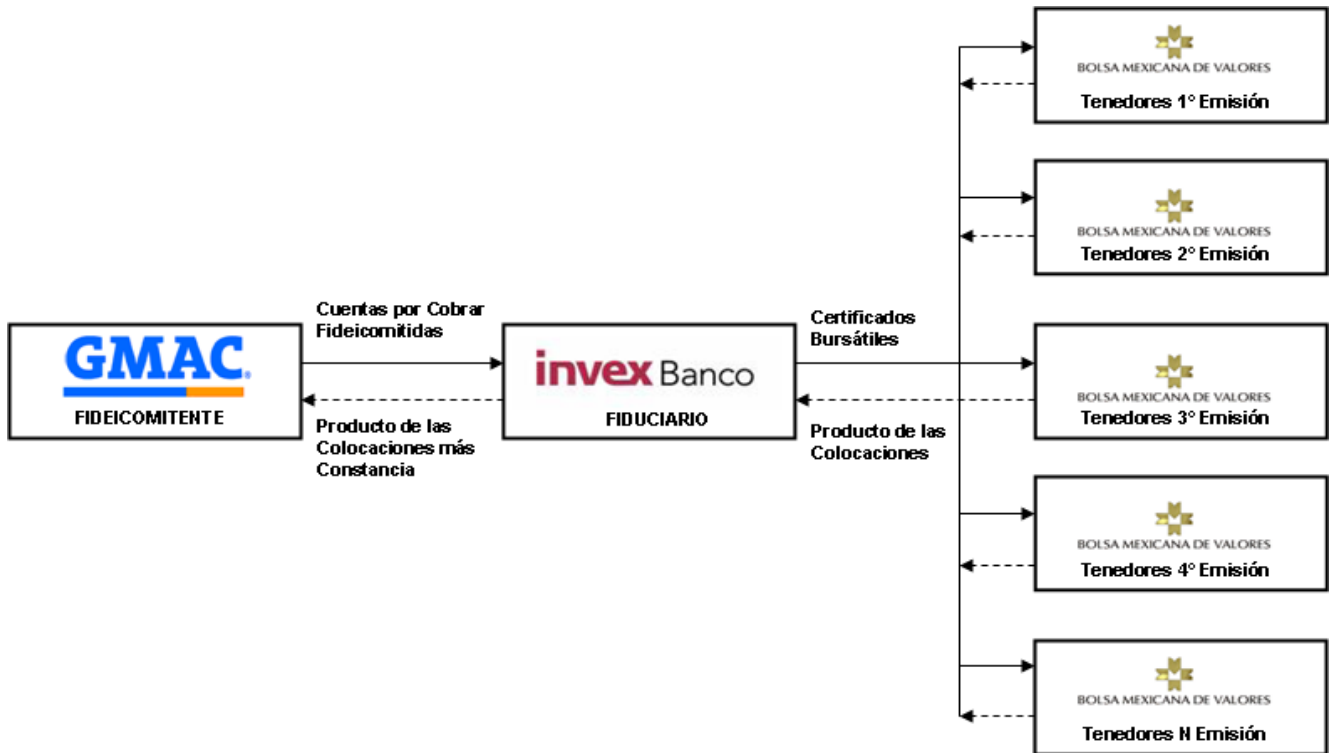 GMAC
FIDEICOMITENTE
Cuentas por Cobrar
Fideicomitidas
Producto de las
Colocaciones más
Constancia
invex Banco
FIDUCIARIO
Certificados
Bursátiles
Producto de las
Colocaciones
BOLSA MEXICANA DE VALORES
Tenedores 1° Emisión
BOLSA MEXICANA DE VALORES
Tenedores 2° Emisión
BOLSA MEXICANA DE VALORES
Tenedores 3° Emisión
BOLSA MEXICANA DE VALORES
Tenedores 4° Emisión
BOLSA MEXICANA DE VALORES
Tenedores N Emisión